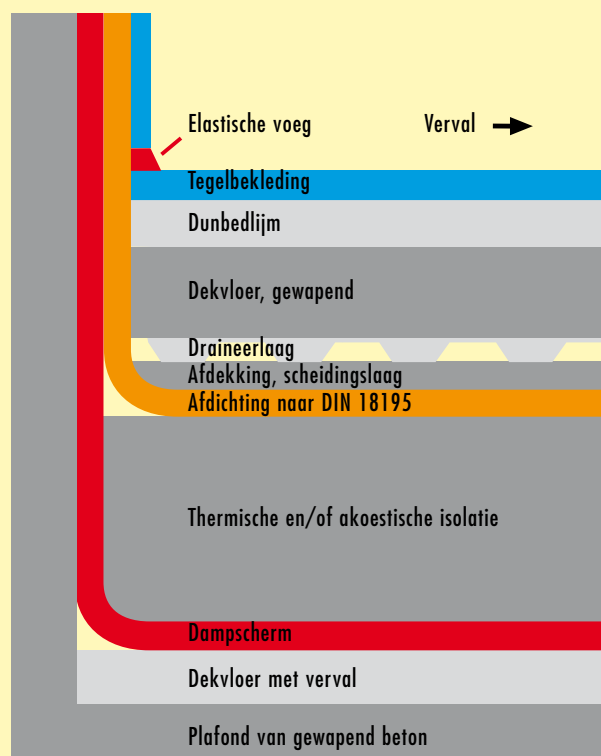 Elastische voeg
Verval
Tegelbekleding
Dunbedlijm
Dekvloer, gewapend
Draineerlaag
Afdekking, scheidingslaag
Afdichting naar DIN 18195
Thermische en/of akoestische isolatie
Dampscherm
Dekvloer met verval
Plafond van gewapend beton